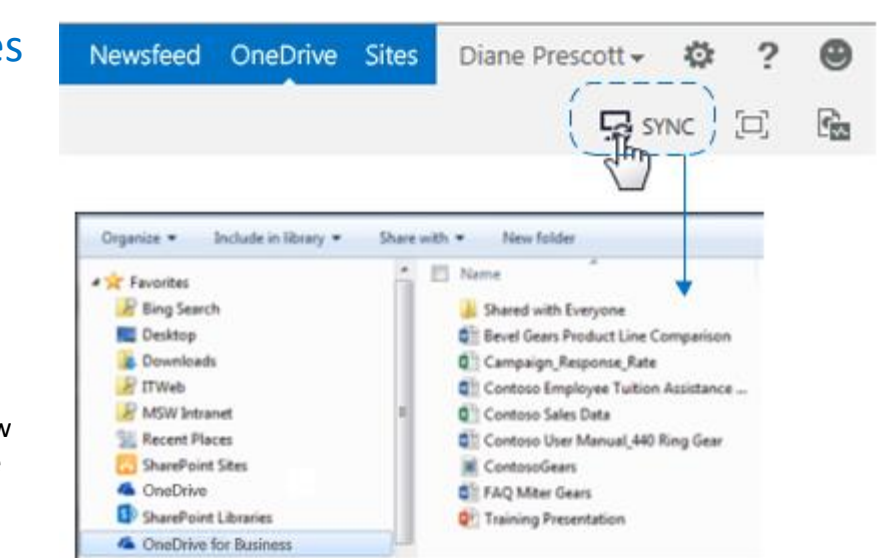 es
Newsfeed OneDrive Sites Diane Prescott ?
SYNC
Organize Include in library Share with New folder
Name
Favorites
Bing Search
Desktop
Downloads
ITWeb
MSW Intranet
Recent Places
SharePoint Sites
OneDrive
SharePoint Libraries
OneDrive for Business
Shared with Everyone
Bevel Gears Product Line Comparison
Campaign_Response_Rate
Contoso Employee Tuition Assistance ...
Contoso Sales Data
Contoso User Manual_440 Ring Gear
ContosoGears
FAQ Miter Gears
Training Presentation
w